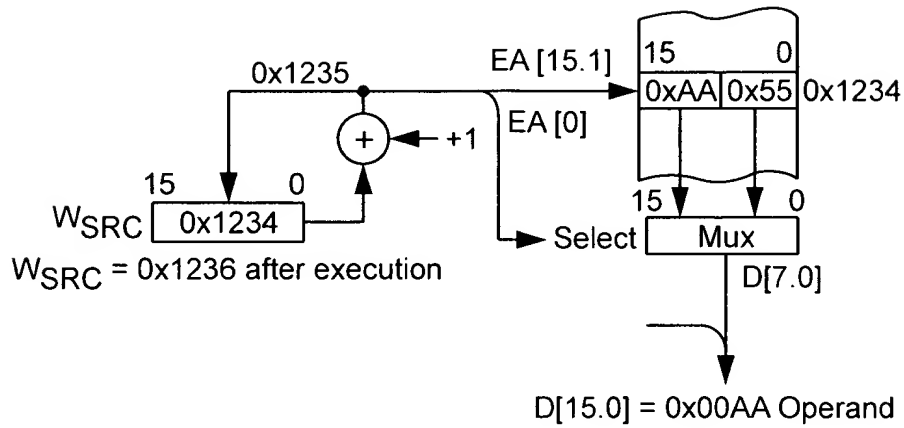 15 0
0x1235 EA [15.1]
0xAA 0x55 0x1234
EA [0]
+ +1
15 0
15 0
WSRC 0x1234
Select Mux
WSRC = 0x1236 after execution
D[7.0]
D[15.0] = 0x00AA Operand